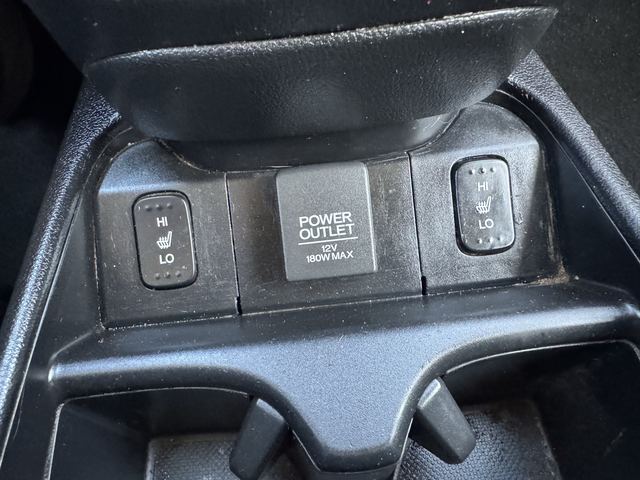 HI
LO
POWER
OUTLET
12V
180W MAX
HI
LO